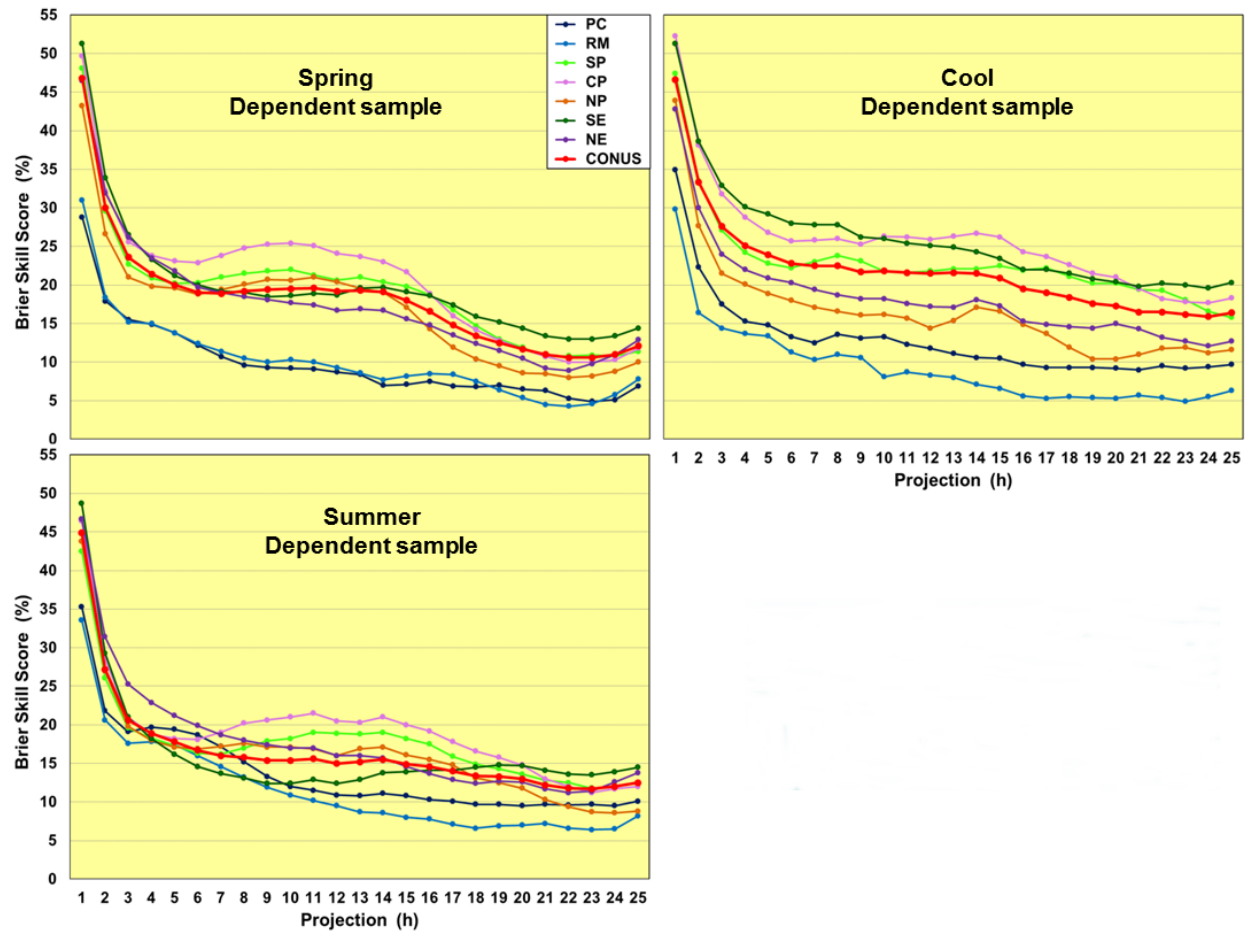 55
50
45
40
35
30
25
20
15
10
5
0
Brier Skill Score (%)
Spring
Dependent sample
PC
RM
SP
CP
NP
SE
NE
CONUS
Cool
Dependent sample
1 2 3 4 5 6 7 8 9 10 11 12 13 14 15 16 17 18 19 20 21 22 23 24 25
Projection (h)
55
50
45
40
35
30
25
20
15
10
5
0
Brier Skill Score (%)
Summer
Dependent sample
1 2 3 4 5 6 7 8 9 10 11 12 13 14 15 16 17 18 19 20 21 22 23 24 25
Projection (h)